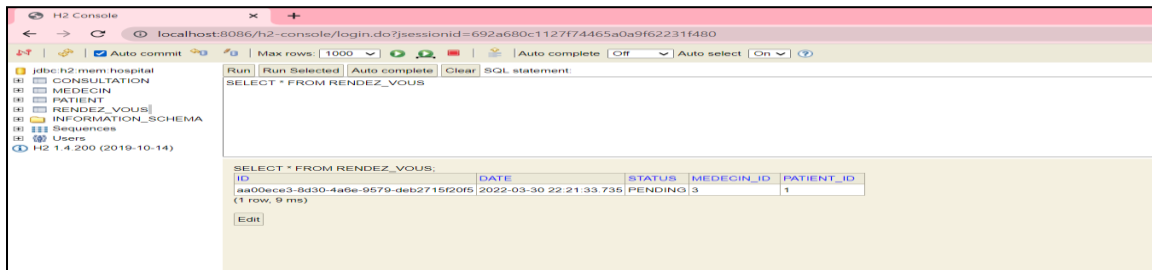 H2 Console
localhost:8086/h2-console/login.do?jsessionid=692a680c1127f74465a0a9f62231f480
Auto commit Max rows: 1000 Auto complete Off Auto select On
jdbc:h2:mem:hospital
CONSULTATION
MEDECIN
PATIENT
RENDEZ_VOUS
INFORMATION_SCHEMA
Sequences
Users
H2 1.4.200 (2019-10-14)
Run Run Selected Auto complete Clear SQL statement:
SELECT * FROM RENDEZ_VOUS
SELECT * FROM RENDEZ_VOUS;
ID DATE STATUS MEDECIN_ID PATIENT_ID
aa00ece3-8d30-4a6e-9579-deb2715f20f5 2022-03-30 22:21:33.735 PENDING 3 1
(1 row, 9 ms)
Edit